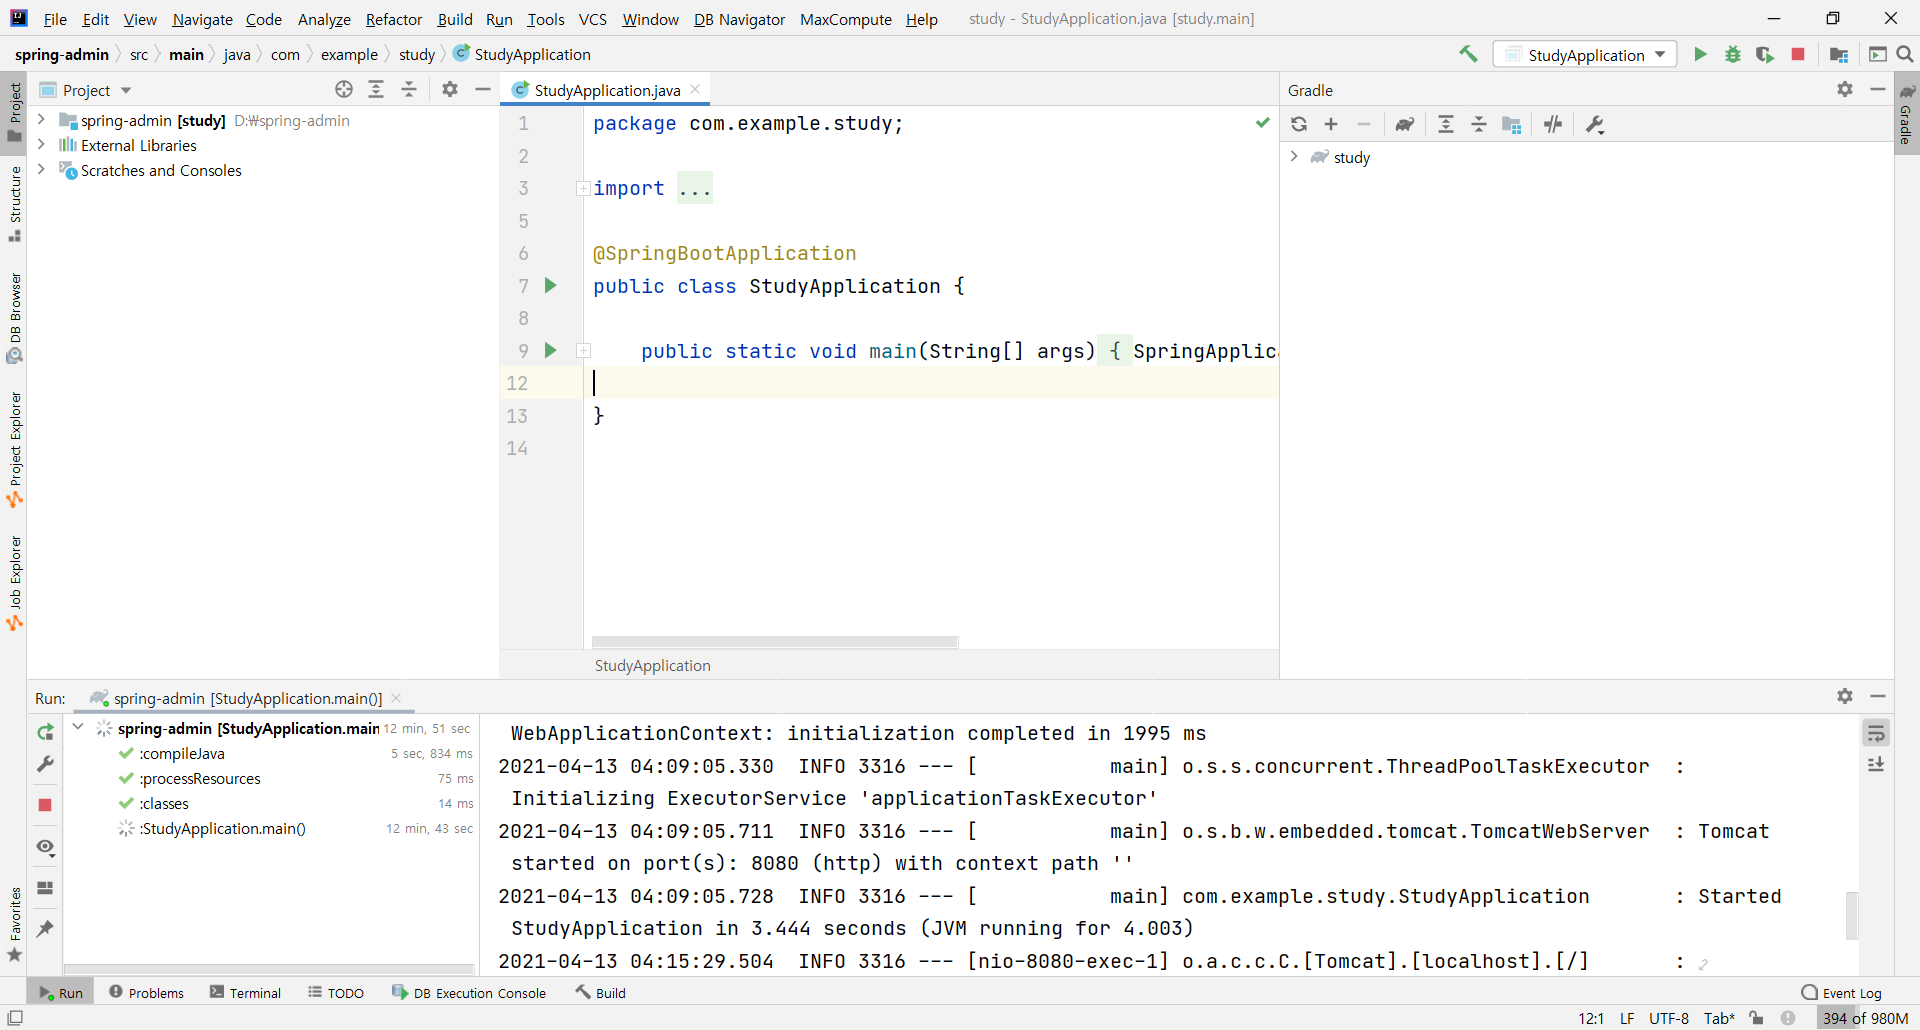 File Edit View Navigate Code Analyze Refactor Build Run Tools VCS Window DB Navigator MaxCompute Help study - StudyApplication.java [study.main]
spring-admin src main java com example study StudyApplication
StudyApplication
Project
StudyApplication.java
Gradle
Project
Structure
DB Browser
Project Explorer
Job Explorer
Favorites
Gradle
spring-admin [study] D:₩spring-admin
External Libraries
Scratches and Consoles
study
1 package com.example.study;
2
3 import ...
5
6 @SpringBootApplication
7 public class StudyApplication {
8
9 public static void main(String[] args) { SpringApplic
12
13 }
14
StudyApplication
Run: spring-admin [StudyApplication.main()]
spring-admin [StudyApplication.main 12 min, 51 sec
:compileJava 5 sec, 834 ms
:processResources 75 ms
:classes 14 ms
:StudyApplication.main() 12 min, 43 sec
WebApplicationContext: initialization completed in 1995 ms
2021-04-13 04:09:05.330 INFO 3316 --- [ main] o.s.s.concurrent.ThreadPoolTaskExecutor :
Initializing ExecutorService 'applicationTaskExecutor'
2021-04-13 04:09:05.711 INFO 3316 --- [ main] o.s.b.w.embedded.tomcat.TomcatWebServer : Tomcat
started on port(s): 8080 (http) with context path ''
2021-04-13 04:09:05.728 INFO 3316 --- [ main] com.example.study.StudyApplication : Started
StudyApplication in 3.444 seconds (JVM running for 4.003)
2021-04-13 04:15:29.504 INFO 3316 --- [nio-8080-exec-1] o.a.c.c.C.[Tomcat].[localhost].[/] :
Run Problems Terminal TODO DB Execution Console Build Event Log
12:1 LF UTF-8 Tab* 394 of 980M